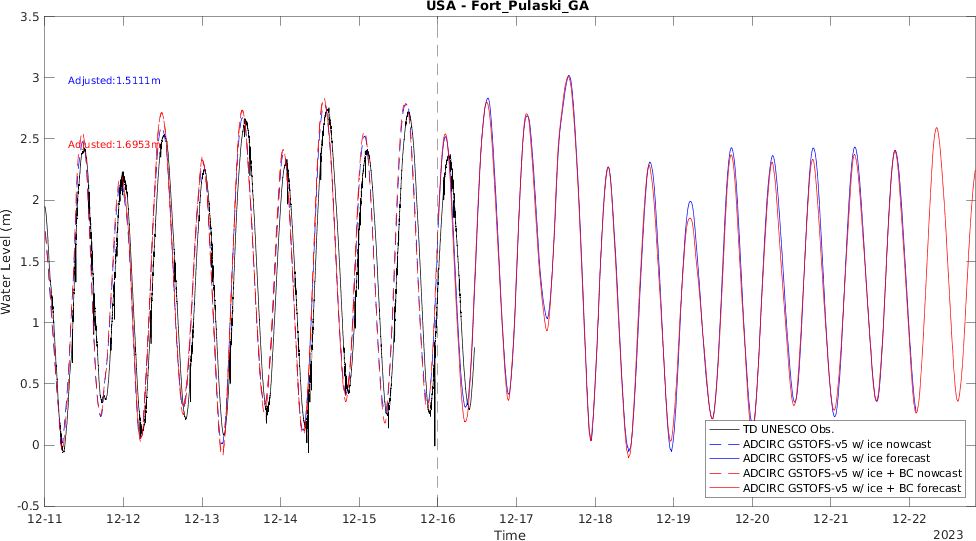 USA - Fort_Pulaski_GA
3.5
3
2.5
2
1.5
1
0.5
0
-0.5
Water Level (m)
Adjusted:1.5111m
Adjusted:1.6953m
TD UNESCO Obs.
ADCIRC GSTOFS-v5 w/ ice nowcast
ADCIRC GSTOFS-v5 w/ ice forecast
ADCIRC GSTOFS-v5 w/ ice + BC nowcast
ADCIRC GSTOFS-v5 w/ ice + BC forecast
12-11 12-12 12-13 12-14 12-15 12-16 12-17 12-18 12-19 12-20 12-21 12-22
Time
2023